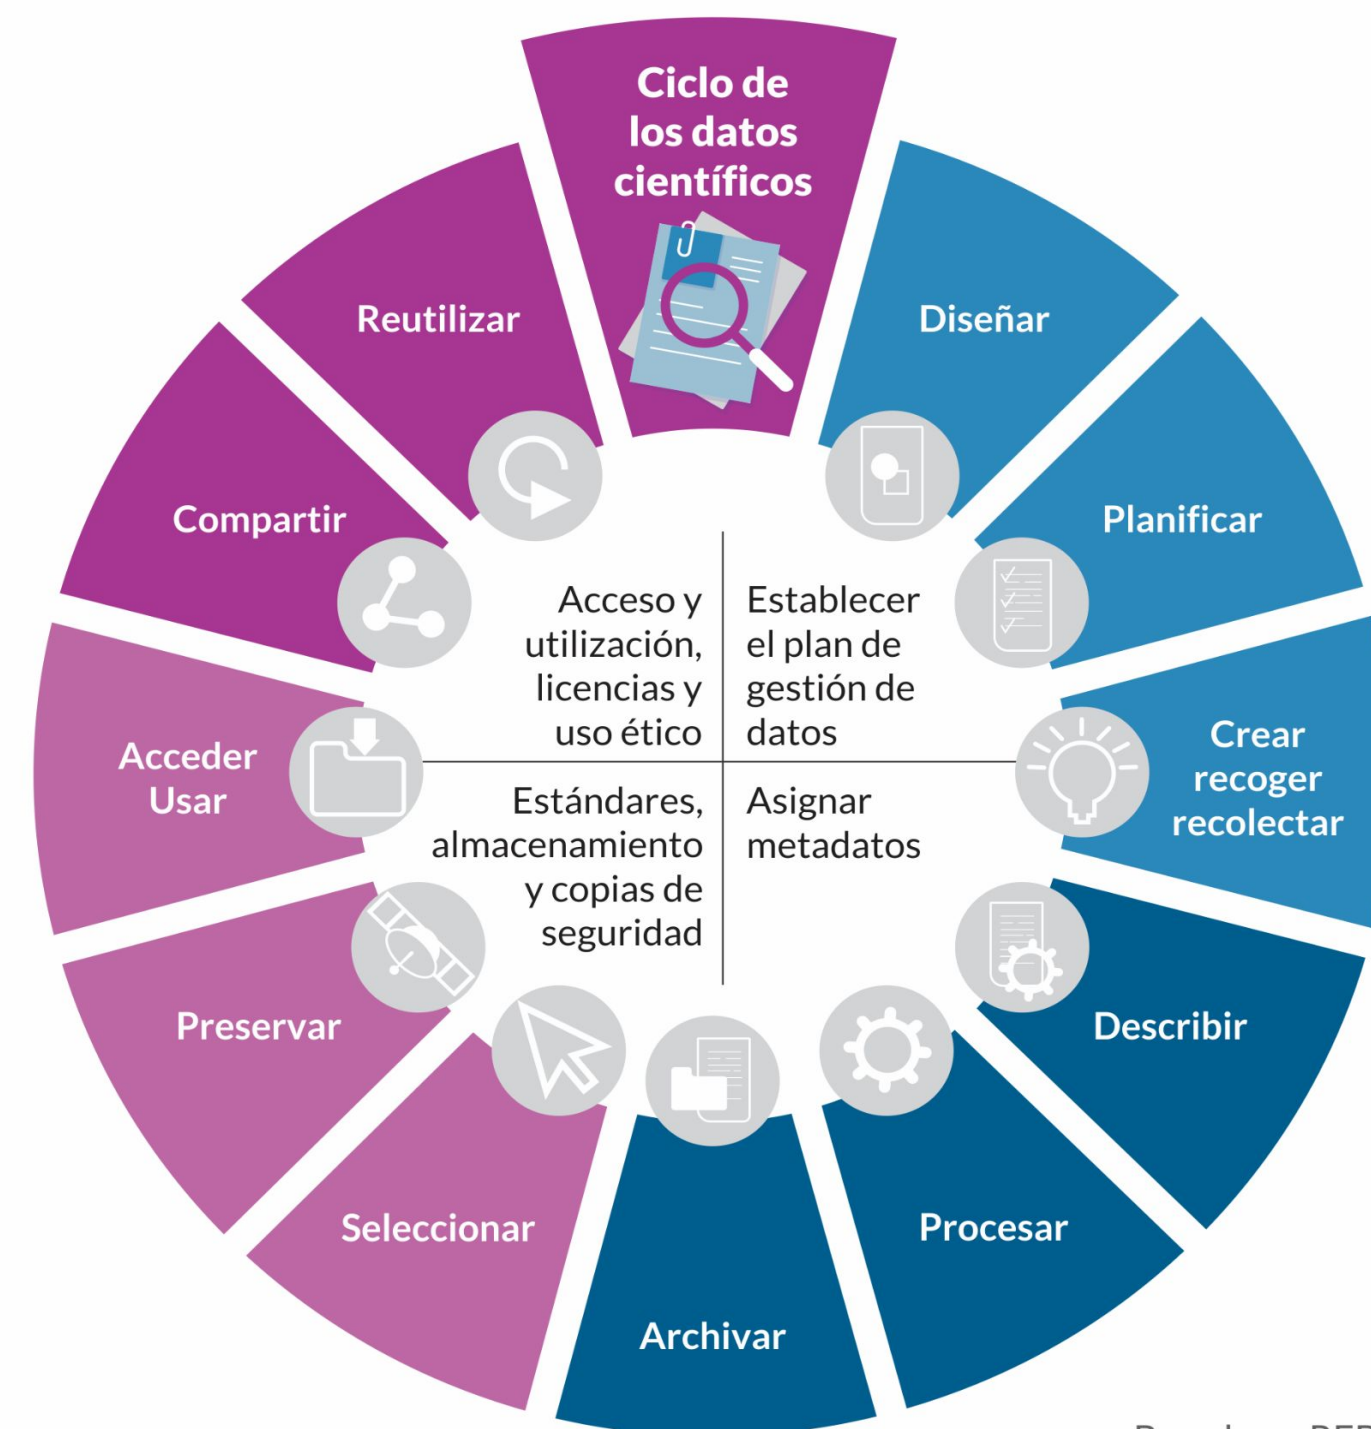 Ciclo de
los datos
científicos
Diseñar
Planificar
Crear
recoger
recolectar
Describir
Procesar
Archivar
Seleccionar
Preservar
Acceder
Usar
Compartir
Reutilizar
Establecer
el plan de
gestión de
datos
Asignar
metadatos
Estándares,
almacenamiento
y copias de
seguridad
Acceso y
utilización,
licencias y
uso ético